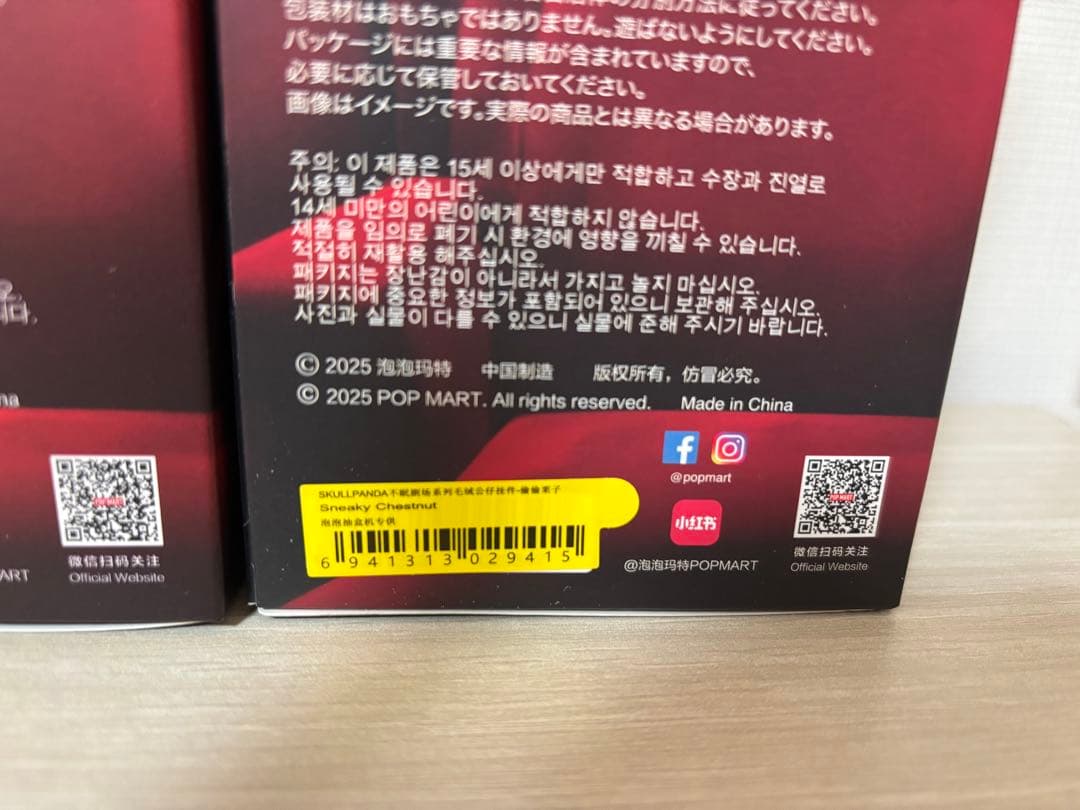 の分別方法に従ってください。
包装材はおもちゃではありません。遊ばないようにしてください。
パッケージには重要な情報が含まれていますので、
必要に応じて保管しておいてください。
画像はイメージです。実際の商品とは異なる場合があります。
주의: 이 제품은 15세 이상에게만 적합하고 수장과 진열로
사용될 수 있습니다.
14세 미만의 어린이에게 적합하지 않습니다.
제품을 임의로 폐기 시 환경에 영향을 끼칠 수 있습니다.
적절히 재활용 해주십시오.
패키지는 장난감이 아니라서 가지고 놀지 마십시오.
패키지에 중요한 정보가 포함되어 있으니 보관해 주십시오.
사진과 실물이 다를 수 있으니 실물에 준해 주시기 바랍니다.
© 2025 泡泡玛特 中国制造 版权所有，仿冒必究。
© 2025 POP MART. All rights reserved. Made in China
@popmart
小红书
@泡泡玛特POPMART
POP MART
微信扫码关注
Official Website
SKULLPANDA不眠剧场系列毛绒公仔挂件-偷偷栗子
Sneaky Chestnut
泡泡抽盒机专供
6 941313 029415
POP MART
微信扫码关注
Official Website